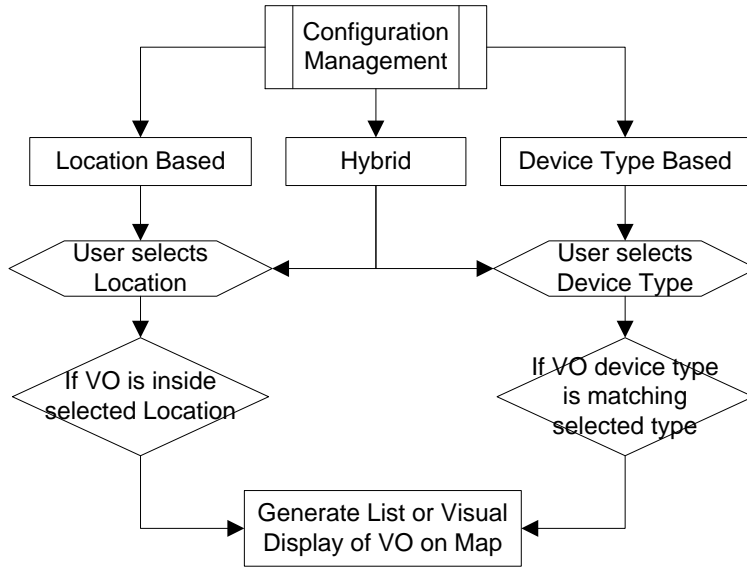 Configuration
Management
Location Based
Hybrid
Device Type Based
User selects
Location
User selects
Device Type
If VO is inside
selected Location
If VO device type
is matching
selected type
Generate List or Visual
Display of VO on Map